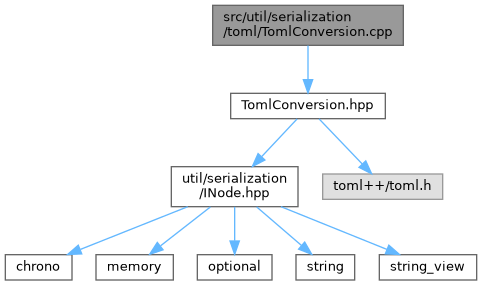 src/util/serialization
/toml/TomlConversion.cpp
TomlConversion.hpp
util/serialization
/INode.hpp
toml++/toml.h
chrono
memory
optional
string
string_view